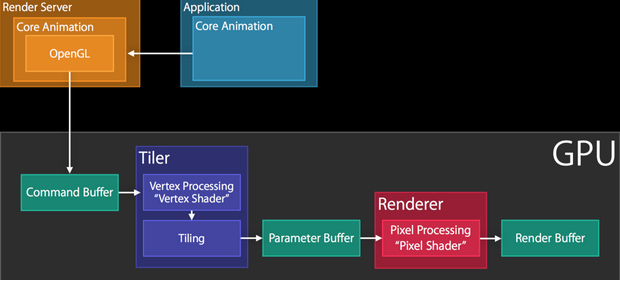 Render Server
Application
Core Animation
Core Animation
OpenGL
GPU
Tiler
Vertex Processing
“Vertex Shader”
Command Buffer
Renderer
Pixel Processing
“Pixel Shader”
Tiling
Parameter Buffer
Render Buffer